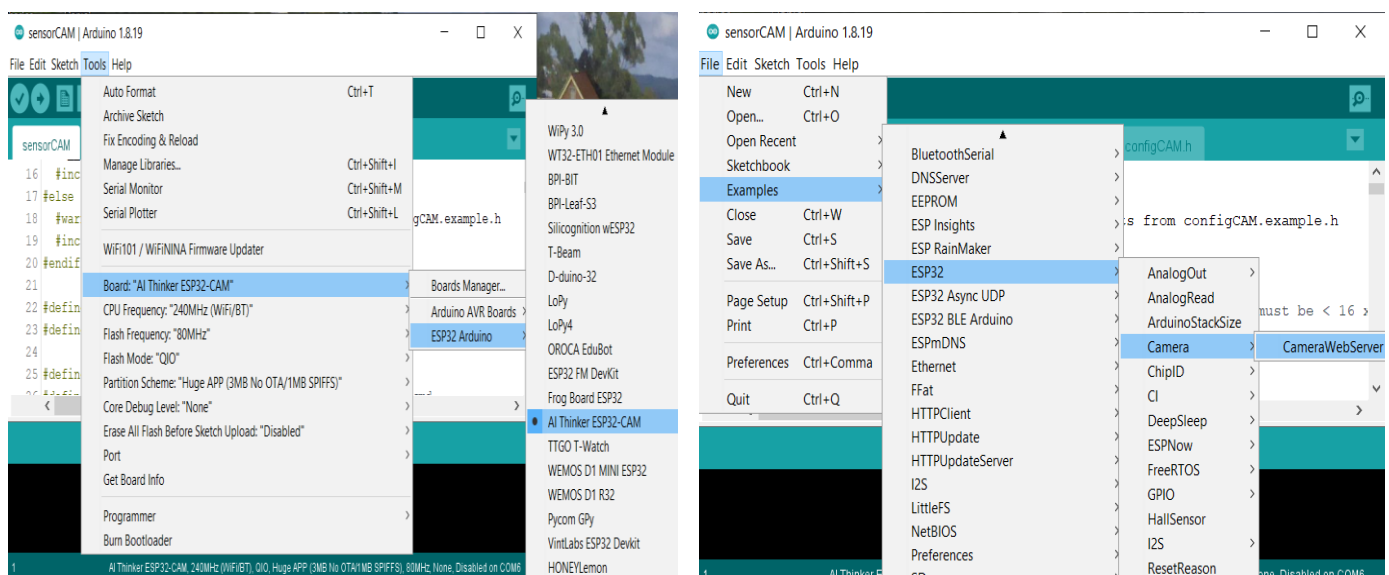 sensorCAM | Arduino 1.8.19
File Edit Sketch Tools Help
Auto Format Ctrl+T
Archive Sketch
Fix Encoding & Reload
Manage Libraries... Ctrl+Shift+I
Serial Monitor Ctrl+Shift+M
Serial Plotter Ctrl+Shift+L
WiFi101 / WiFiNINA Firmware Updater
Board: "AI Thinker ESP32-CAM"
CPU Frequency: "240MHz (WiFi/BT)"
Flash Frequency: "80MHz"
Flash Mode: "QIO"
Partition Scheme: "Huge APP (3MB No OTA/1MB SPIFFS)"
Core Debug Level: "None"
Erase All Flash Before Sketch Upload: "Disabled"
Port
Get Board Info
Programmer
Burn Bootloader
sensorCAM
16 #inc
17 #else
18 #war
gCAM.example.h
19 #inc
20 #endif
21
22 #defin
23 #defin
24
25 #defin
Boards Manager...
Arduino AVR Boards
ESP32 Arduino
WiPy 3.0
WT32-ETH01 Ethernet Module
BPI-BIT
BPI-Leaf-S3
Silicognition wESP32
T-Beam
D-duino-32
LoPy
LoPy4
OROCA EduBot
ESP32 FM DevKit
Frog Board ESP32
AI Thinker ESP32-CAM
TTGO T-Watch
WEMOS D1 MINI ESP32
WEMOS D1 R32
Pycom GPy
VintLabs ESP32 Devkit
HONEYLemon
1 AI Thinker ESP32-CAM, 240MHz (WiFi/BT), QIO, Huge APP (3MB No OTA/1MB SPIFFS), 80MHz, None, Disabled on COM6
sensorCAM | Arduino 1.8.19
File Edit Sketch Tools Help
New Ctrl+N
Open... Ctrl+O
Open Recent
Sketchbook
Examples
Close Ctrl+W
Save Ctrl+S
Save As... Ctrl+Shift+S
Page Setup Ctrl+Shift+P
Print Ctrl+P
Preferences Ctrl+Comma
Quit Ctrl+Q
configCAM.h
s from configCAM.example.h
must be < 16
BluetoothSerial
DNSServer
EEPROM
ESP Insights
ESP RainMaker
ESP32
ESP32 Async UDP
ESP32 BLE Arduino
ESPmDNS
Ethernet
FFat
HTTPClient
HTTPUpdate
HTTPUpdateServer
I2S
LittleFS
NetBIOS
Preferences
AnalogOut
AnalogRead
ArduinoStackSize
Camera
ChipID
CI
DeepSleep
ESPNow
FreeRTOS
GPIO
HallSensor
I2S
ResetReason
CameraWebServer
1 AI Thinker E
one, Disabled on COM6